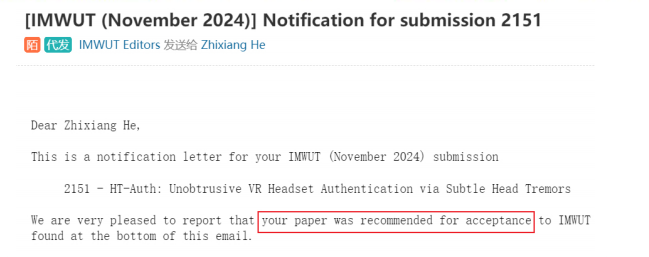 [IMWUT (November 2024)] Notification for submission 2151
陌 代发 IMWUT Editors 发送给 Zhixiang He
Dear Zhixiang He,
This is a notification letter for your IMWUT (November 2024) submission
2151 - HT-Auth: Unobtrusive VR Headset Authentication via Subtle Head Tremors
We are very pleased to report that your paper was recommended for acceptance to IMWUT
found at the bottom of this email.